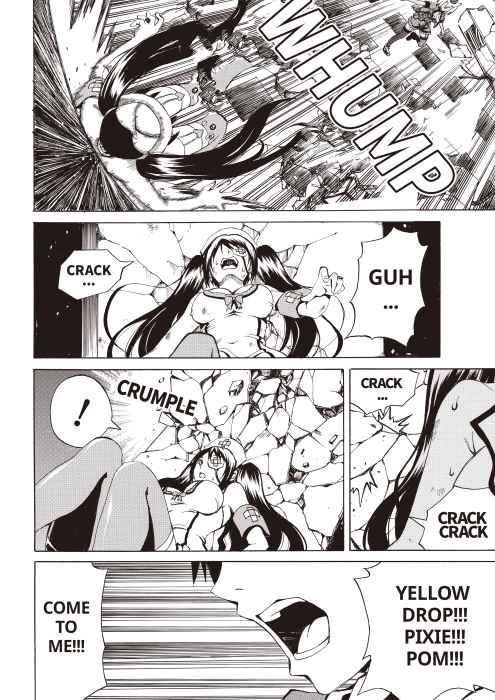 WHUMP
CRACK
...
GUH
...
!
CRUMPLE
CRACK
...
CRACK
CRACK
COME
TO
ME!!!
YELLOW
DROP!!!
PIXIE!!!
POM!!!